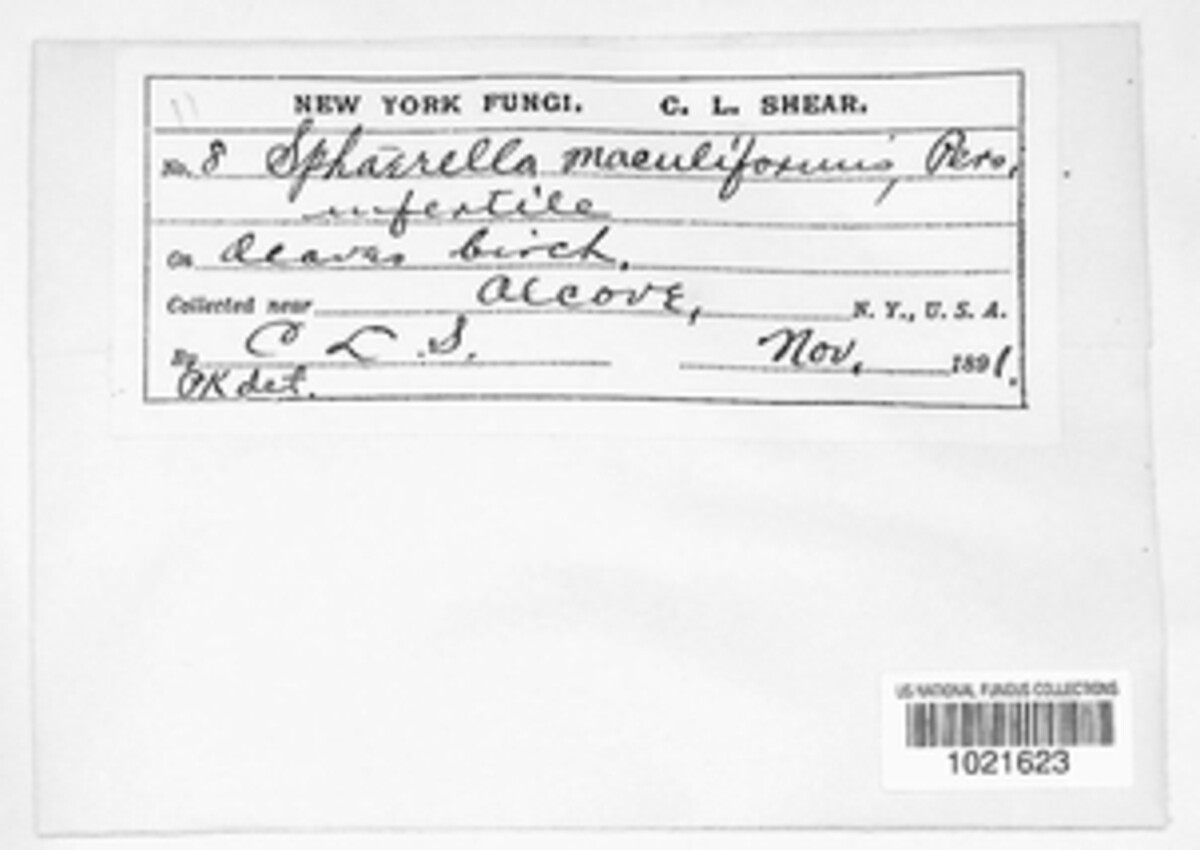 NEW YORK FUNGI. C. L. SHEAR.
No. 8 Sphaerella maculiformis, Pers.
infertile
On leaves birch.
Collected near Alcove, N. Y., U. S. A.
By C L. S. Nov. 1891.
PK det.
US NATIONAL FUNGUS COLLECTIONS
1021623